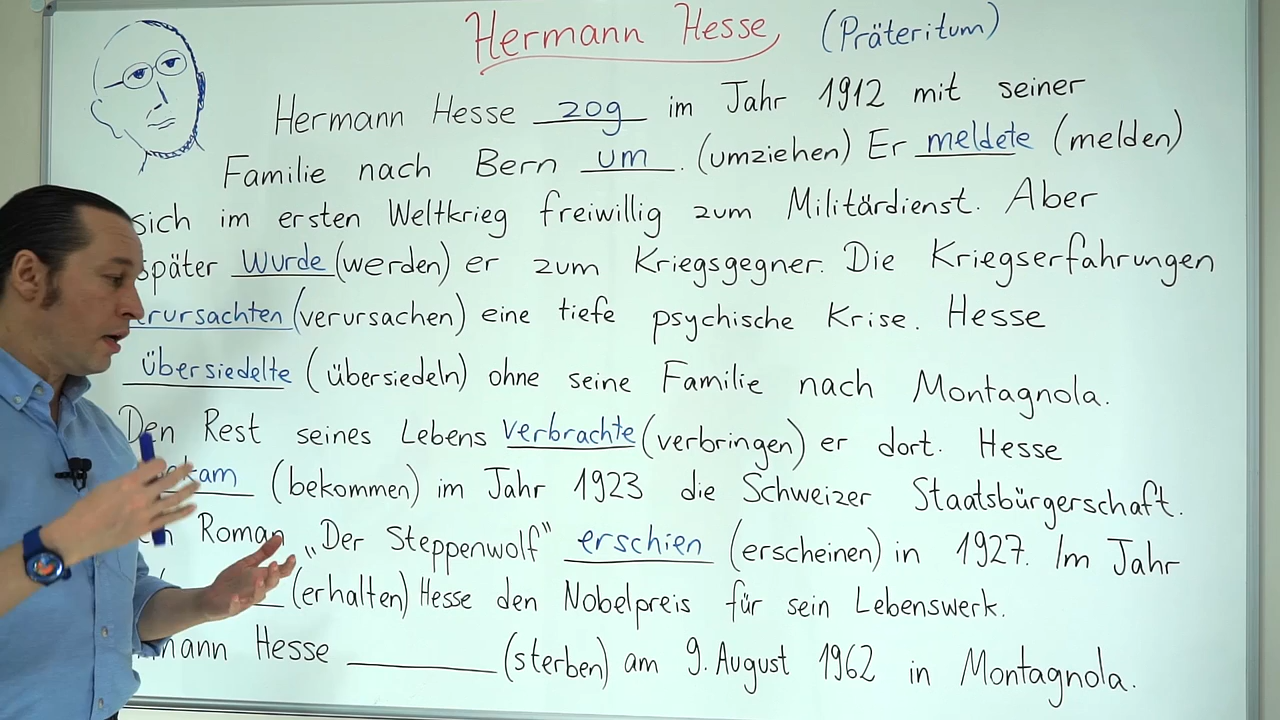 Hermann Hesse (Präteritum)
Hermann Hesse zog im Jahr 1912 mit seiner
Familie nach Bern um . (umziehen) Er meldete (melden)
sich im ersten Weltkrieg freiwillig zum Militärdienst. Aber
später wurde (werden) er zum Kriegsgegner. Die Kriegserfahrungen
verursachten (verursachen) eine tiefe psychische Krise. Hesse
übersiedelte (übersiedeln) ohne seine Familie nach Montagnola.
Den Rest seines Lebens verbrachte (verbringen) er dort. Hesse
(bekommen) im Jahr 1923 die Schweizer Staatsbürgerschaft.
Roman „Der Steppenwolf“ erschien (erscheinen) in 1927. Im Jahr
(erhalten) Hesse den Nobelpreis für sein Lebenswerk.
Hesse ________ (sterben) am 9. August 1962 in Montagnola.